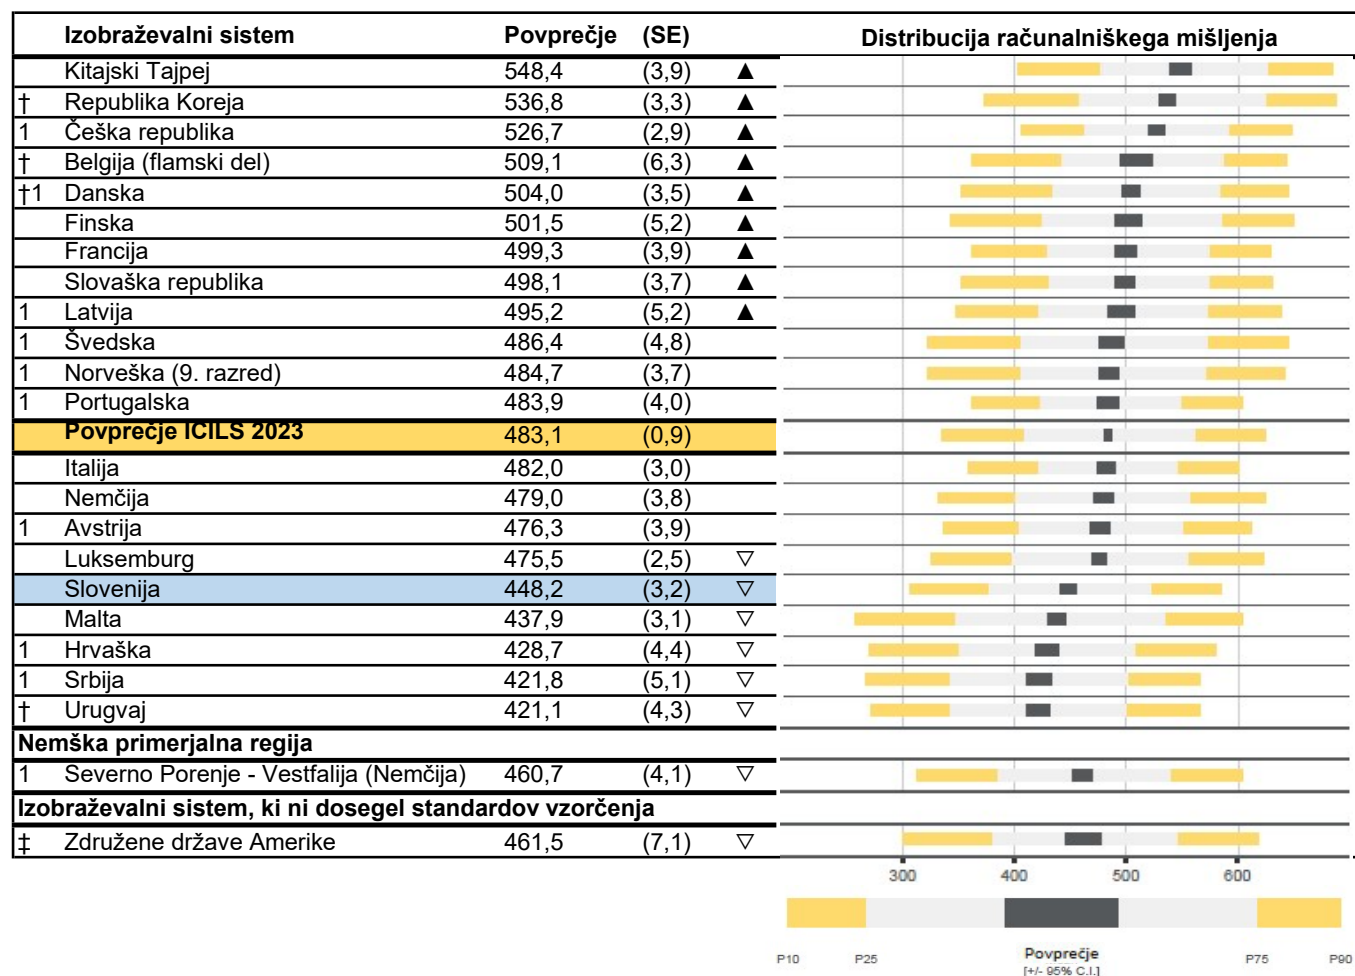 Izobraževalni sistem Povprečje (SE) Distribucija računalniškega mišljenja
Kitajski Tajpej 548,4 (3,9) ▲
† Republika Koreja 536,8 (3,3) ▲
1 Češka republika 526,7 (2,9) ▲
† Belgija (flamski del) 509,1 (6,3) ▲
†1 Danska 504,0 (3,5) ▲
Finska 501,5 (5,2) ▲
Francija 499,3 (3,9) ▲
Slovaška republika 498,1 (3,7) ▲
1 Latvija 495,2 (5,2) ▲
1 Švedska 486,4 (4,8)
1 Norveška (9. razred) 484,7 (3,7)
1 Portugalska 483,9 (4,0)
Povprečje ICILS 2023 483,1 (0,9)
Italija 482,0 (3,0)
Nemčija 479,0 (3,8)
1 Avstrija 476,3 (3,9)
Luksemburg 475,5 (2,5) ▽
Slovenija 448,2 (3,2) ▽
Malta 437,9 (3,1) ▽
1 Hrvaška 428,7 (4,4) ▽
1 Srbija 421,8 (5,1) ▽
† Urugvaj 421,1 (4,3) ▽
Nemška primerjalna regija
1 Severno Porenje - Vestfalija (Nemčija) 460,7 (4,1) ▽
Izobraževalni sistem, ki ni dosegel standardov vzorčenja
‡ Združene države Amerike 461,5 (7,1) ▽
300 400 500 600
P10 P25 Povprečje P75 P90
[+/- 95% C.I.]